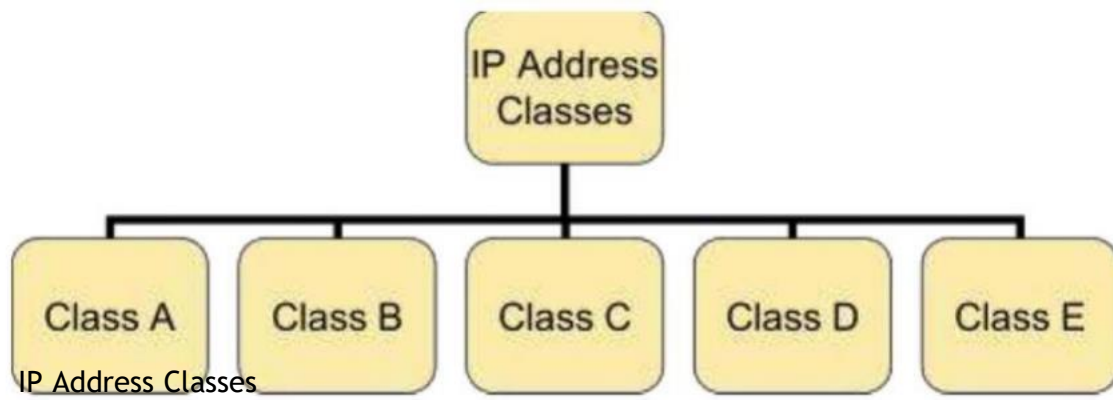 IP Address
Classes
Class A
Class B
Class C
Class D
Class E
IP Address Classes